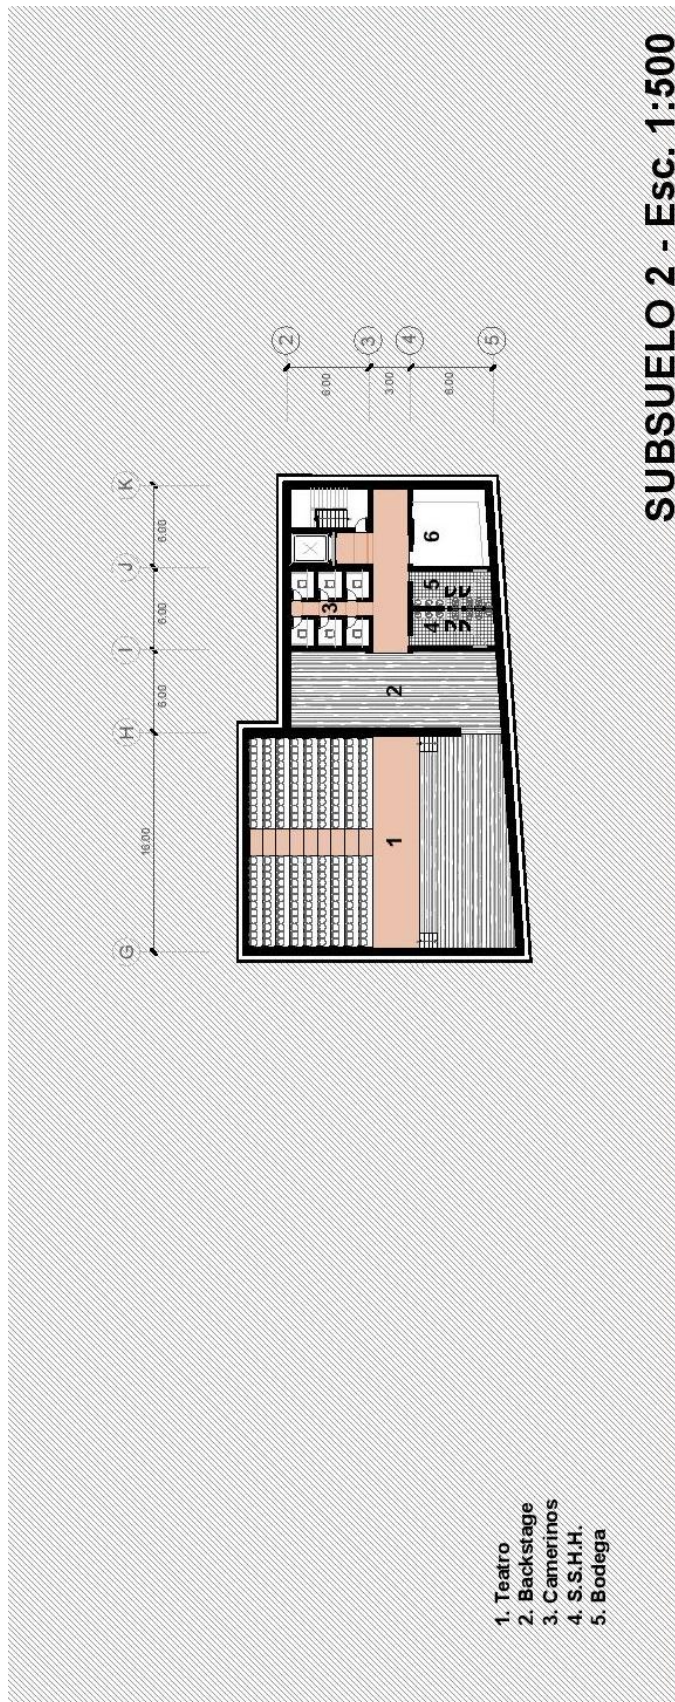 SUBSUELO 2 - Esc. 1:500
2
3
4
5
6.00
3.00
6.00
K
J
I
H
G
6.00
6.00
6.00
16.00
1
2
3
4
5
6
1. Teatro
2. Backstage
3. Camerinos
4. S.S.H.H.
5. Bodega